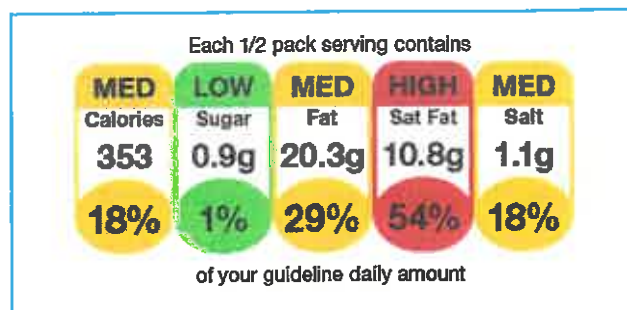 Each 1/2 pack serving contains
MED LOW MED HIGH MED
Calories Sugar Fat Sat Fat Salt
353 0.9g 20.3g 10.8g 1.1g
18% 1% 29% 54% 18%
of your guideline daily amount